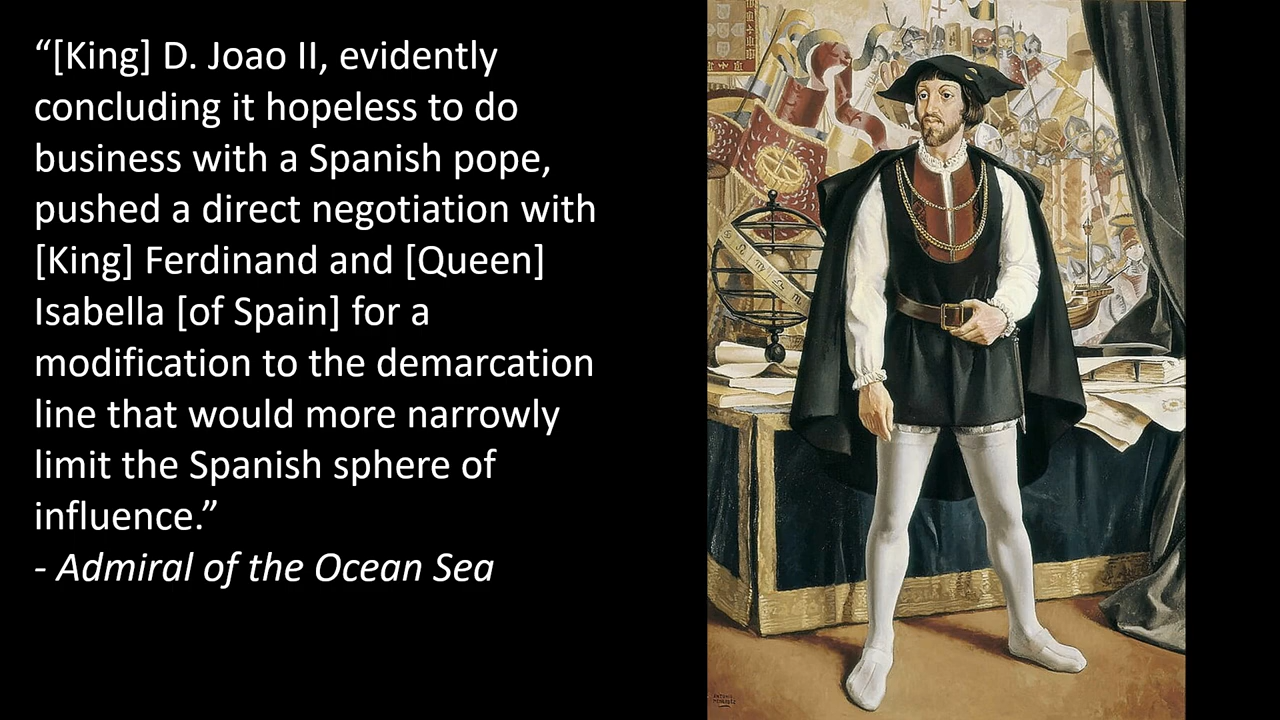 “[King] D. Joao II, evidently
concluding it hopeless to do
business with a Spanish pope,
pushed a direct negotiation with
[King] Ferdinand and [Queen]
Isabella [of Spain] for a
modification to the demarcation
line that would more narrowly
limit the Spanish sphere of
influence.”
- Admiral of the Ocean Sea